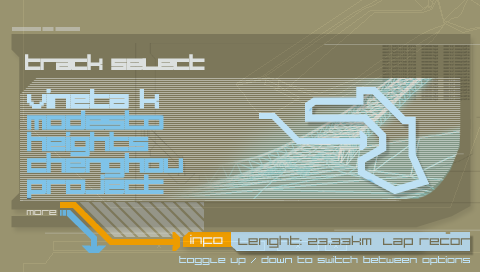 track select
vineta k
modesto
heights
chenghou
project
more
info Lenght: 23.33km Lap recor
toggle up / down to switch between options